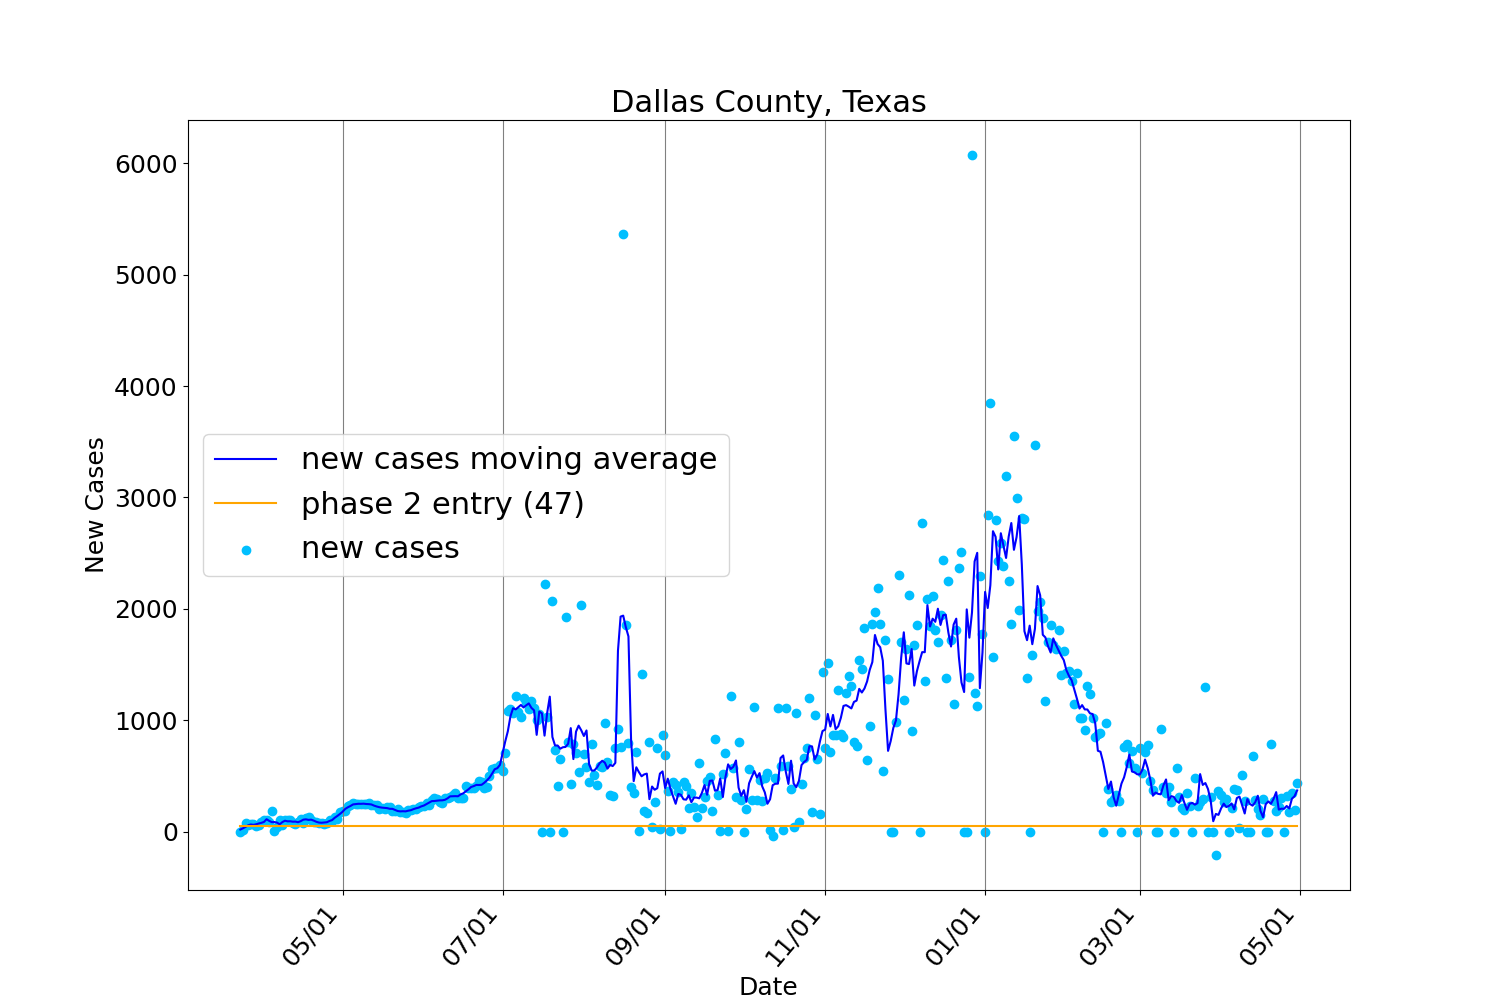 Dallas County, Texas
6000
5000
4000
3000
2000
1000
0
New Cases
new cases moving average
phase 2 entry (47)
new cases
05/01
07/01
09/01
11/01
01/01
03/01
05/01
Date